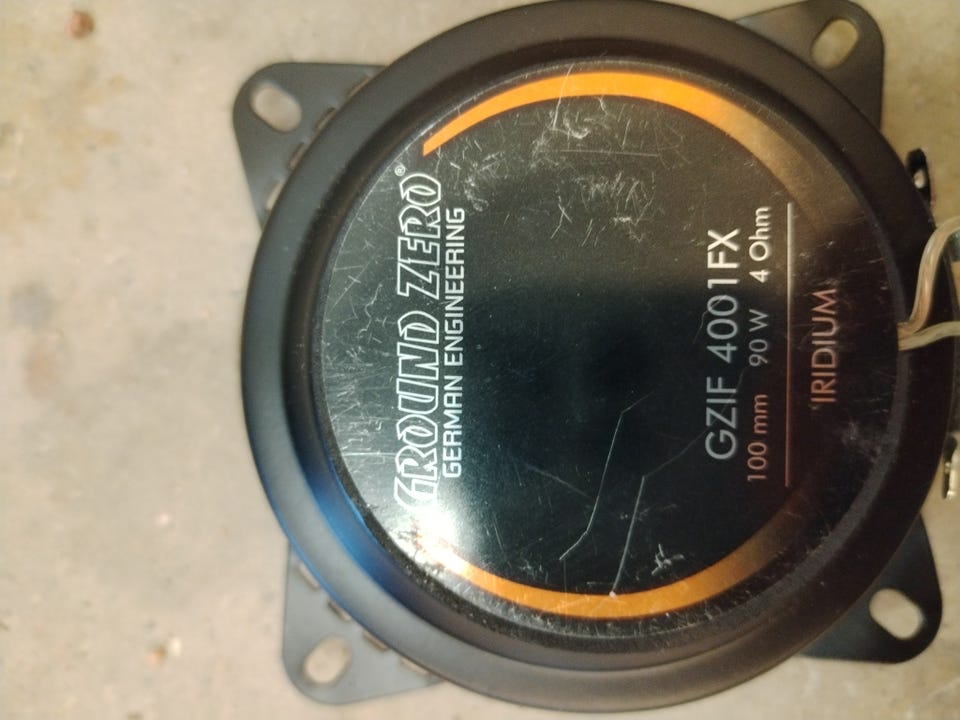 GROUND ZERO®
GERMAN ENGINEERING
GZIF 4001FX
100 mm 90 W 4 Ohm
IRIDIUM